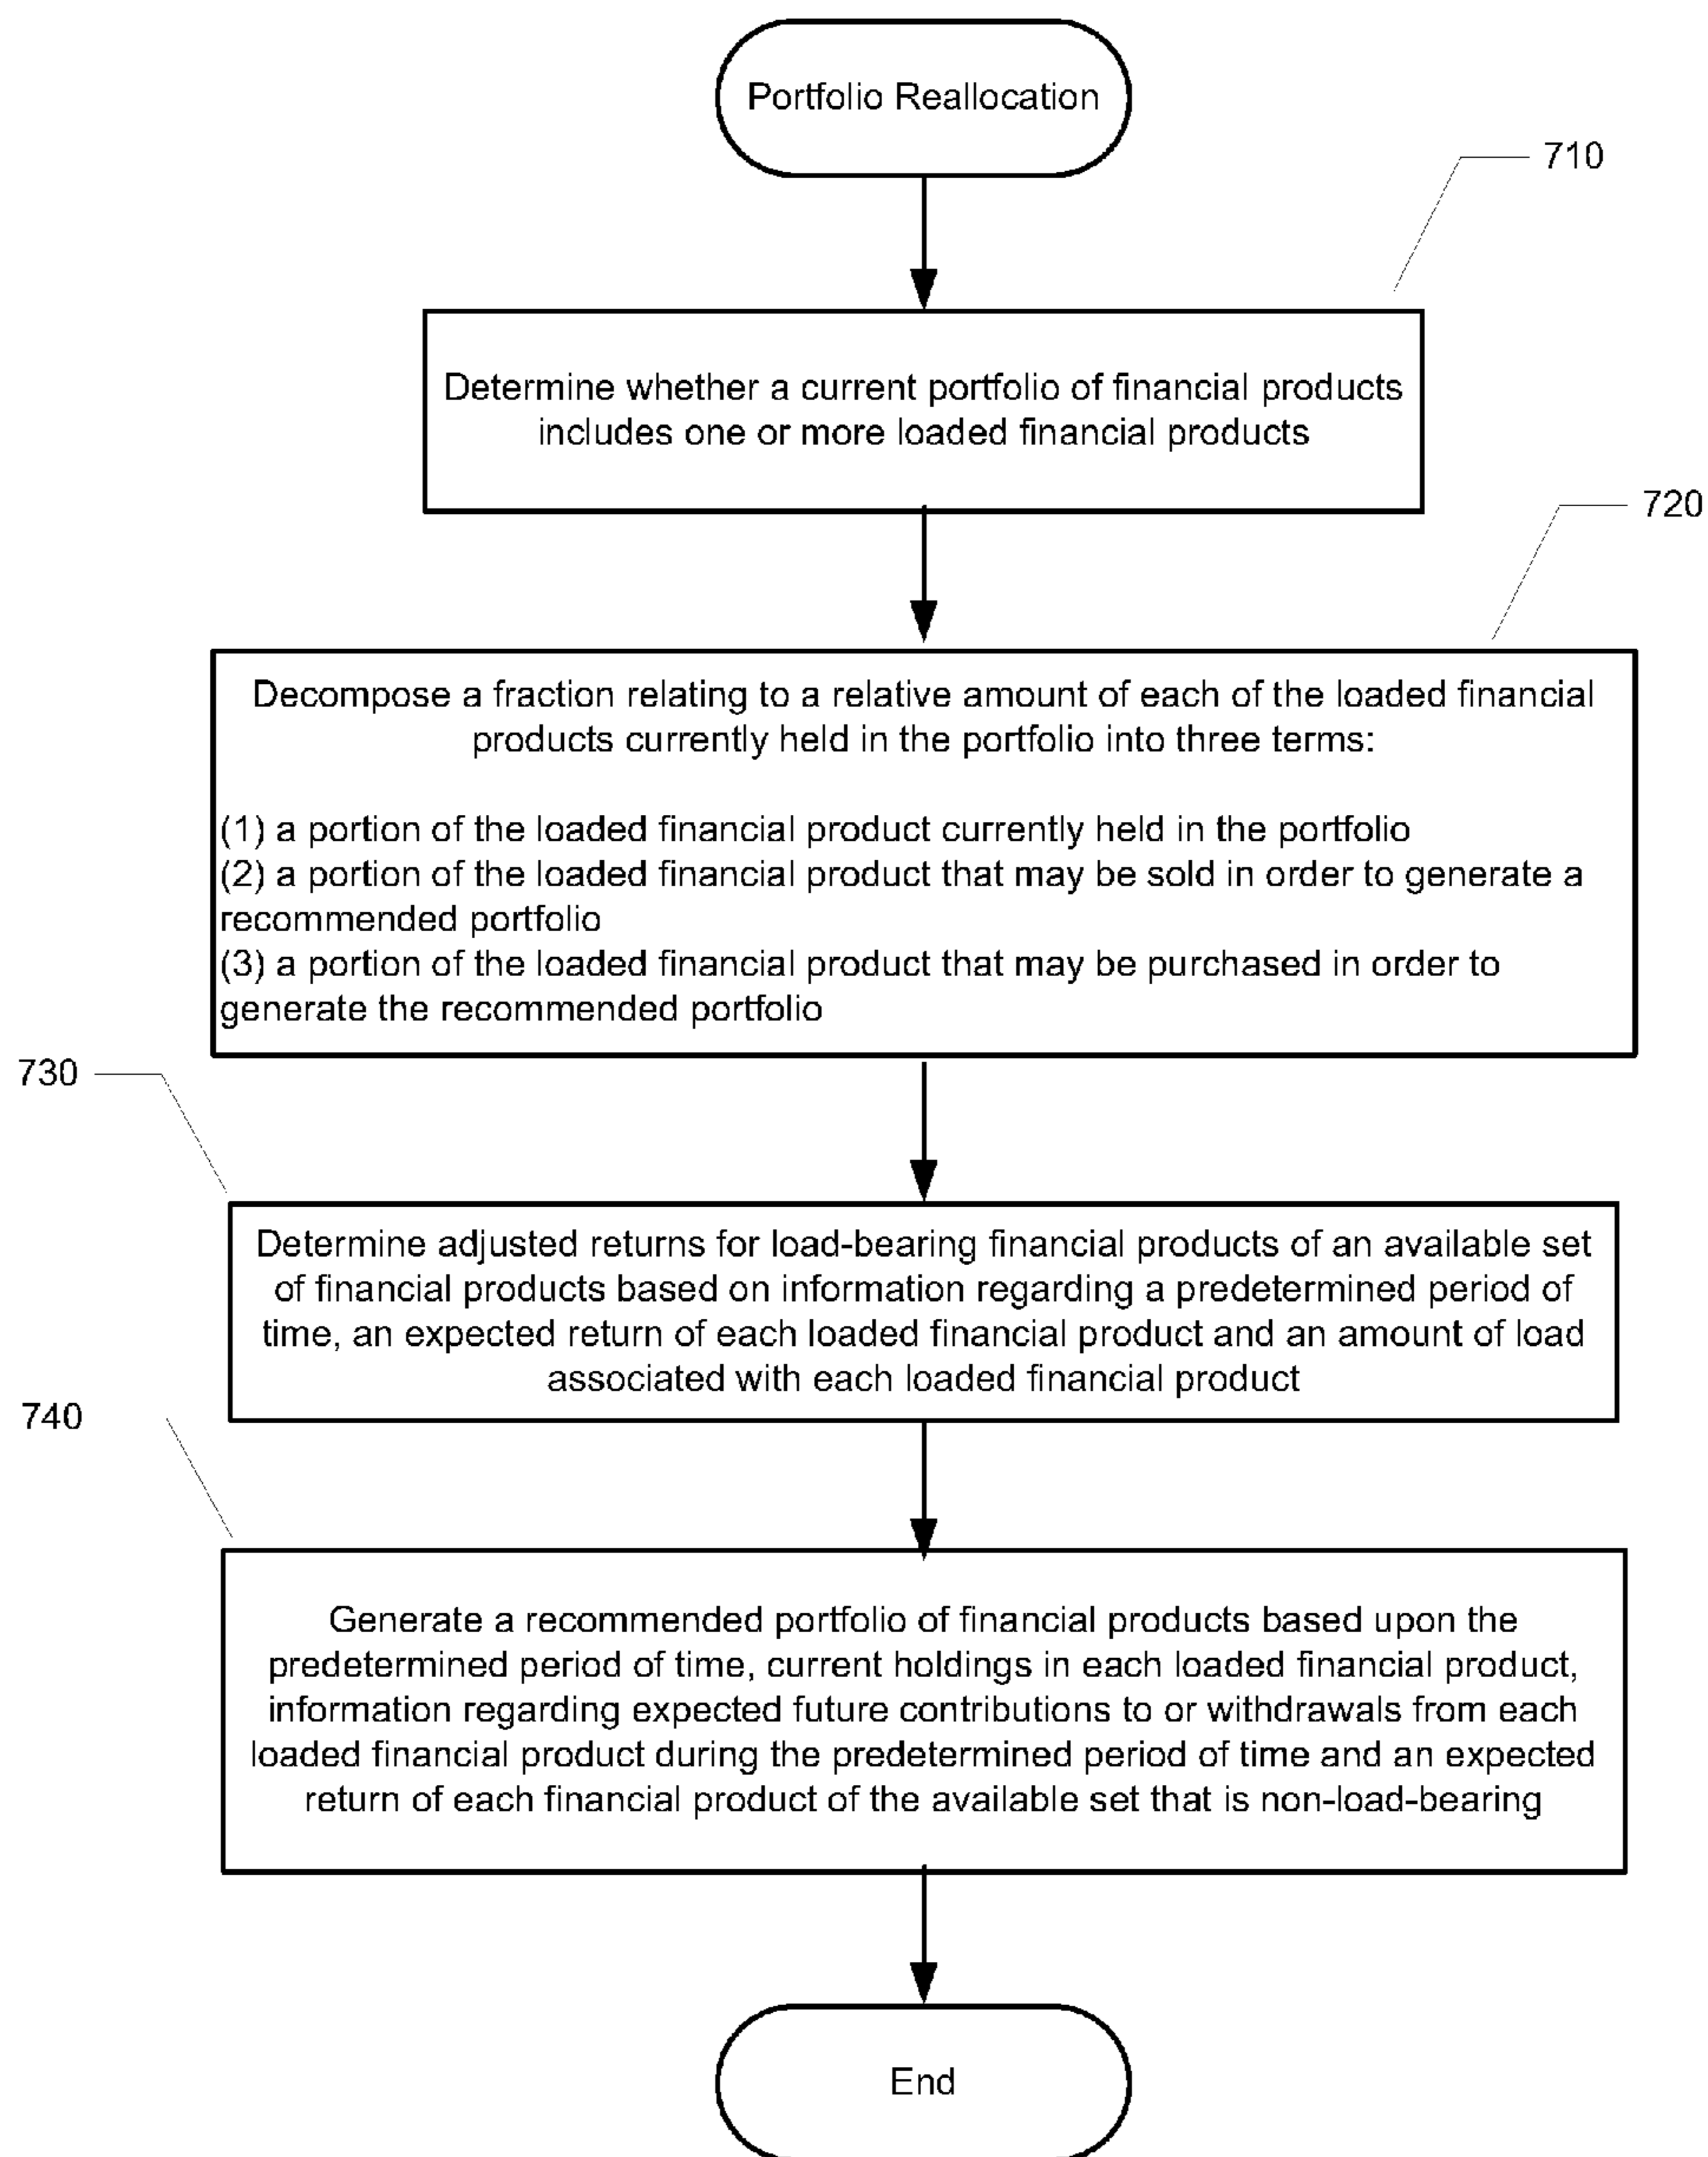 Portfolio Reallocation
710
Determine whether a current portfolio of financial products
includes one or more loaded financial products
720
Decompose a fraction relating to a relative amount of each of the loaded financial
products currently held in the portfolio into three terms:
(1) a portion of the loaded financial product currently held in the portfolio
(2) a portion of the loaded financial product that may be sold in order to generate a
recommended portfolio
(3) a portion of the loaded financial product that may be purchased in order to
generate the recommended portfolio
730
Determine adjusted returns for load-bearing financial products of an available set
of financial products based on information regarding a predetermined period of
time, an expected return of each loaded financial product and an amount of load
associated with each loaded financial product
740
Generate a recommended portfolio of financial products based upon the
predetermined period of time, current holdings in each loaded financial product,
information regarding expected future contributions to or withdrawals from each
loaded financial product during the predetermined period of time and an expected
return of each financial product of the available set that is non-load-bearing
End